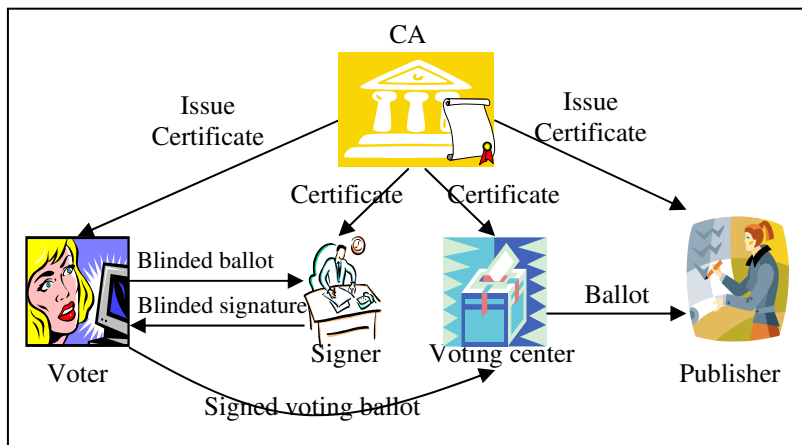 CA
Issue
Certificate
Issue
Certificate
Certificate
Certificate
Blinded ballot
Blinded signature
Ballot
Signer
Voting center
Voter
Publisher
Signed voting ballot